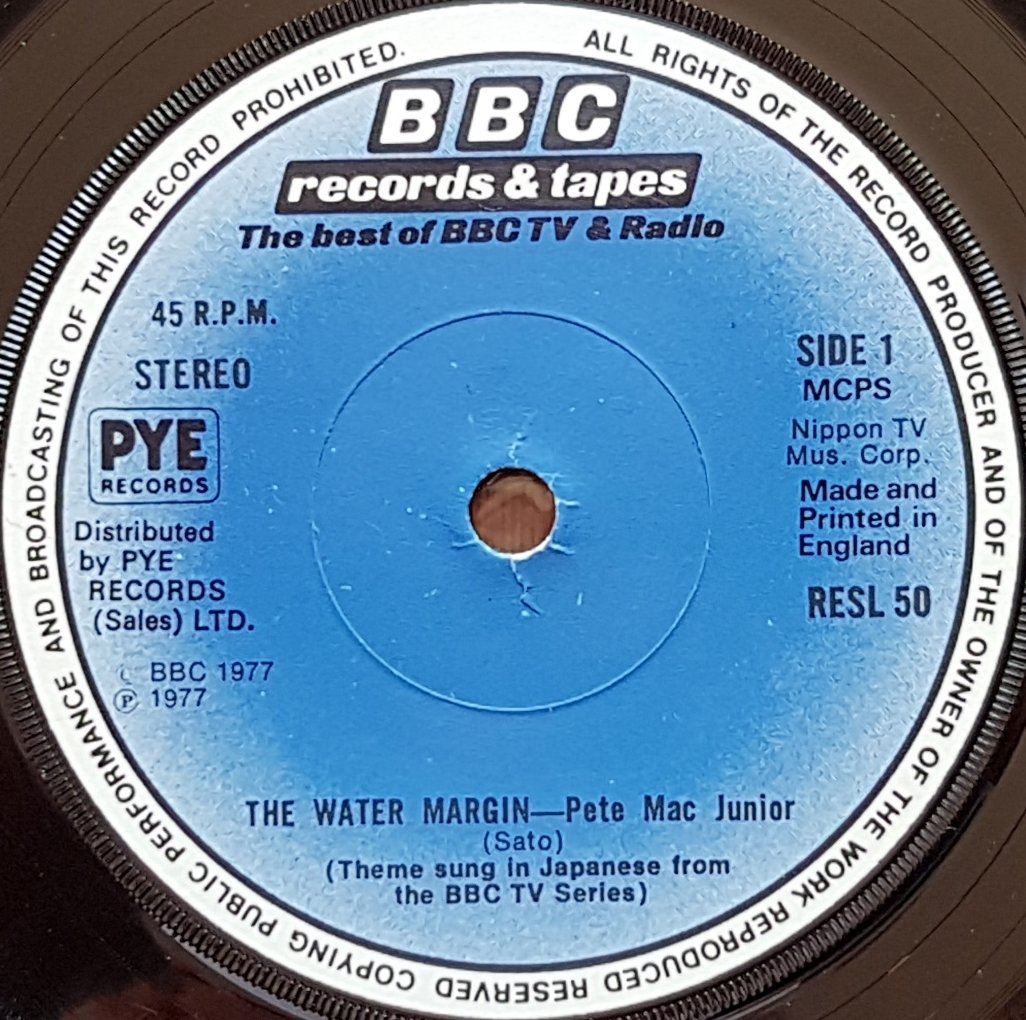 ALL RIGHTS OF THE RECORD PRODUCER AND OF THE OWNER OF THE WORK REPRODUCED RESERVED COPYING PUBLIC PERFORMANCE AND BROADCASTING OF THIS RECORD PROHIBITED.
BBC
records & tapes
The best of BBC TV & Radio
45 R.P.M.
STEREO
PYE
RECORDS
Distributed
by PYE
RECORDS
(Sales) LTD.
© BBC 1977
℗ 1977
SIDE 1
MCPS
Nippon TV
Mus. Corp.
Made and
Printed in
England
RESL 50
THE WATER MARGIN—Pete Mac Junior
(Sato)
(Theme sung in Japanese from
the BBC TV Series)